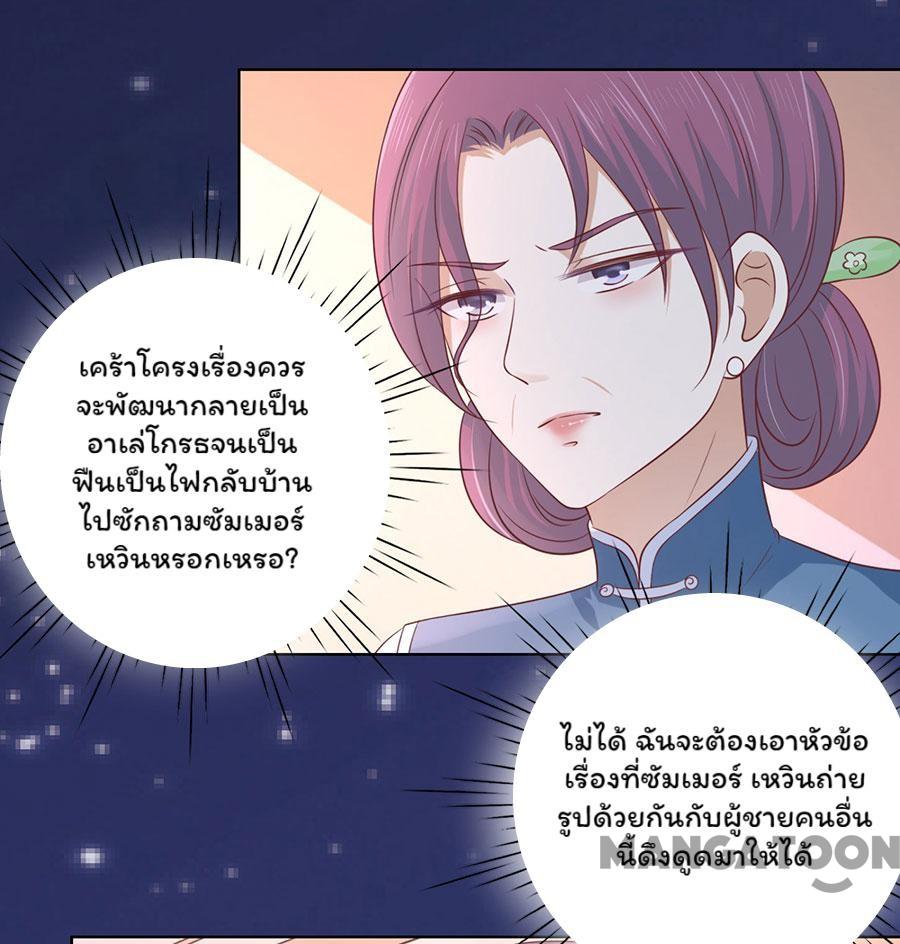 เคร้าโครงเรื่องควร
จะพัฒนากลายเป็น
อาเล่โกรธจนเป็น
ฟืนเป็นไฟกลับบ้าน
ไปซักถามซัมเมอร์
เหวินหรอกเหรอ?
ไม่ได้ ฉันจะต้องเอาหัวข้อ
เรื่องที่ซัมเมอร์ เหวินถ่าย
รูปด้วยกันกับผู้ชายคนอื่น
นี้ดึงดูดมาให้ได้
MANGATOON